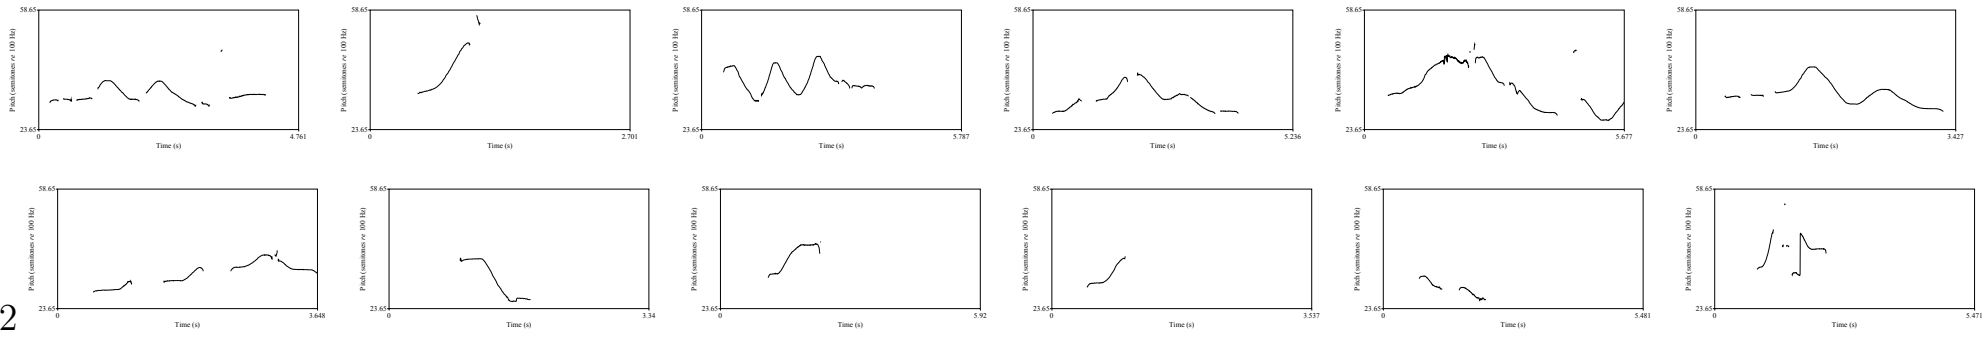 58.65 58.65 58.65 58.65 58.65 58.65
Pitch (semitones re 100 Hz) Pitch (semitones re 100 Hz) Pitch (semitones re 100 Hz) Pitch (semitones re 100 Hz) Pitch (semitones re 100 Hz) Pitch (semitones re 100 Hz)
23.65 23.65 23.65 23.65 23.65 23.65
0 4.761 0 2.701 0 5.787 0 5.236 0 5.677 0 3.427
Time (s) Time (s) Time (s) Time (s) Time (s) Time (s)
58.65 58.65 58.65 58.65 58.65 58.65
Pitch (semitones re 100 Hz) Pitch (semitones re 100 Hz) Pitch (semitones re 100 Hz) Pitch (semitones re 100 Hz) Pitch (semitones re 100 Hz) Pitch (semitones re 100 Hz)
2 23.65 23.65 23.65 23.65 23.65 23.65
0 3.648 0 3.34 0 5.92 0 3.537 0 5.481 0 5.471
Time (s) Time (s) Time (s) Time (s) Time (s) Time (s)